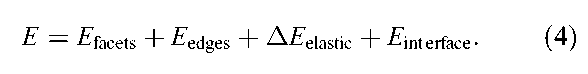 E = E_facets + E_edges + ΔE_elastic + E_interface. (4)